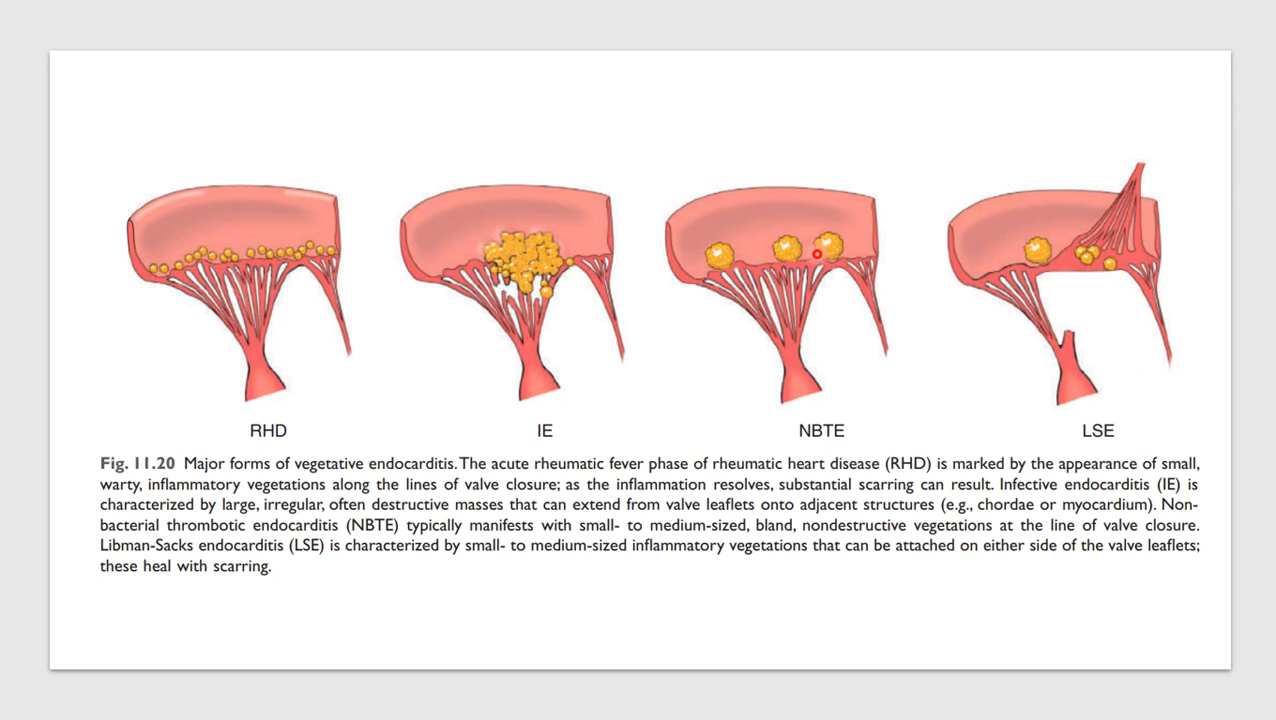 RHD
IE
NBTE
LSE
Fig. 11.20 Major forms of vegetative endocarditis. The acute rheumatic fever phase of rheumatic heart disease (RHD) is marked by the appearance of small,
warty, inflammatory vegetations along the lines of valve closure; as the inflammation resolves, substantial scarring can result. Infective endocarditis (IE) is
characterized by large, irregular, often destructive masses that can extend from valve leaflets onto adjacent structures (e.g., chordae or myocardium). Non-
bacterial thrombotic endocarditis (NBTE) typically manifests with small- to medium-sized, bland, nondestructive vegetations at the line of valve closure.
Libman-Sacks endocarditis (LSE) is characterized by small- to medium-sized inflammatory vegetations that can be attached on either side of the valve leaflets;
these heal with scarring.